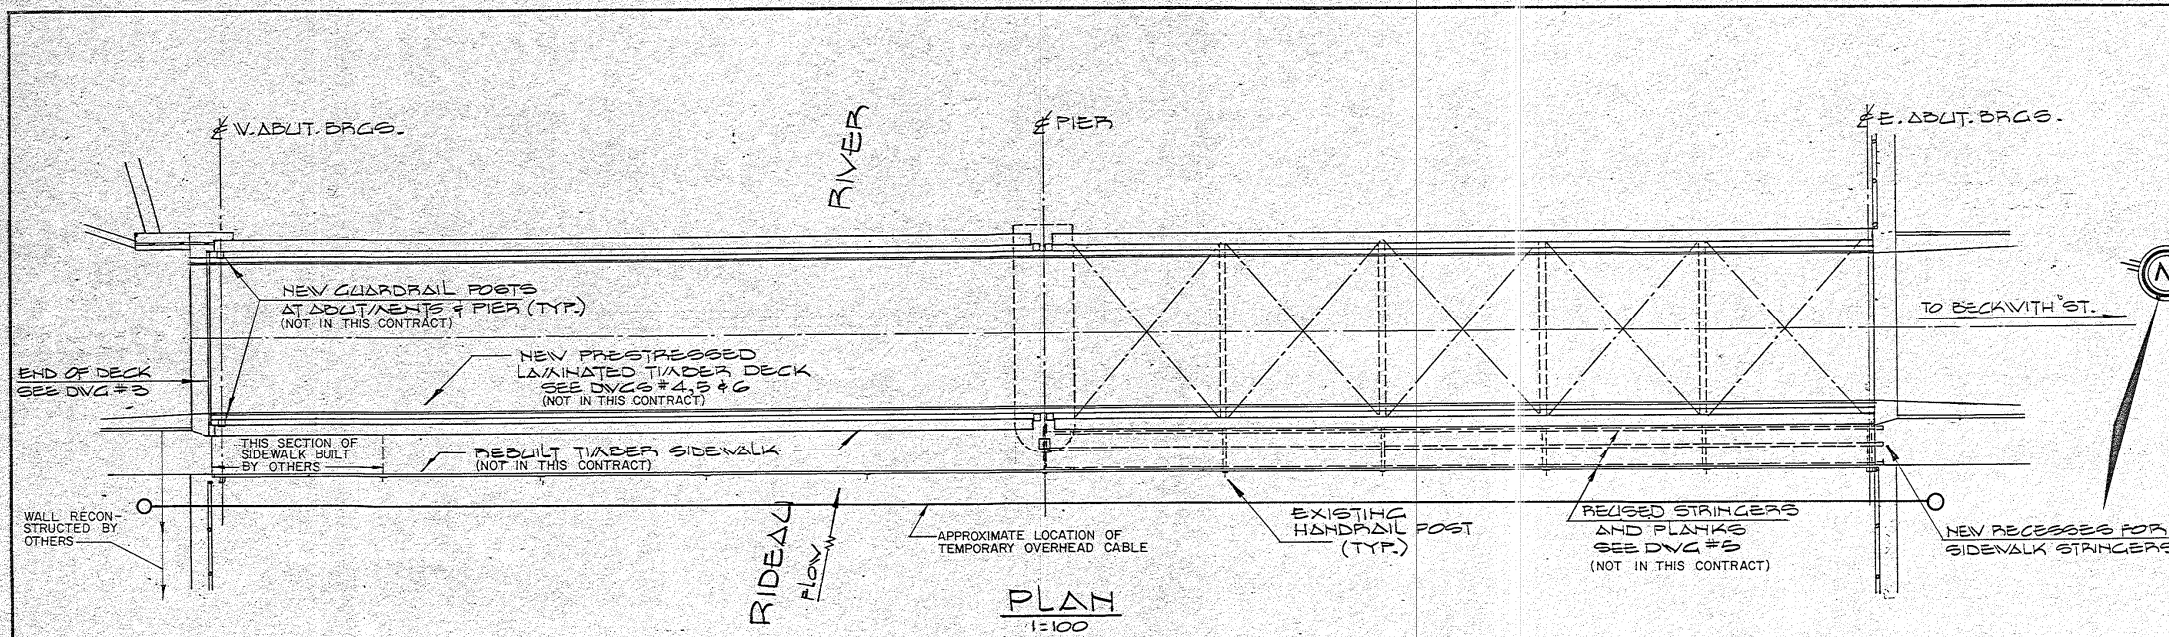 ℄ W. ABUT. BRGS.
RIVER
℄ PIER
℄ E. ABUT. BRGS.
NEW GUARDRAIL POSTS
AT ABUTMENTS & PIER (TYP.)
(NOT IN THIS CONTRACT)
N
TO BECKWITH ST.
END OF DECK
SEE DWG #3
NEW PRESTRESSED
LAMINATED TIMBER DECK
SEE DWGS #4,5 & 6
(NOT IN THIS CONTRACT)
THIS SECTION OF
SIDEWALK BUILT
BY OTHERS
REBUILT TIMBER SIDEWALK
(NOT IN THIS CONTRACT)
WALL RECON-
STRUCTED BY
OTHERS
RIDEAU
FLOW
APPROXIMATE LOCATION OF
TEMPORARY OVERHEAD CABLE
EXISTING
HANDRAIL POST
(TYP.)
REUSED STRINGERS
AND PLANKS
SEE DWG #5
(NOT IN THIS CONTRACT)
NEW RECESSES FOR
SIDEWALK STRINGERS
PLAN
1:100